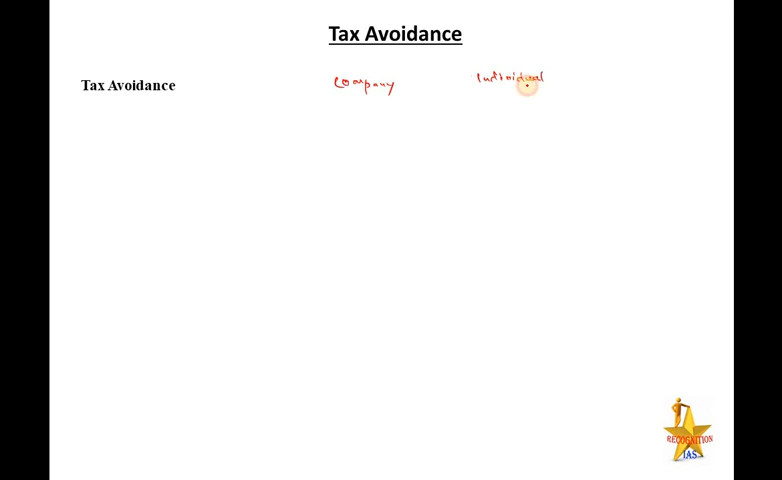 Tax Avoidance
Tax Avoidance Company Individual
RECOGNITION
IAS